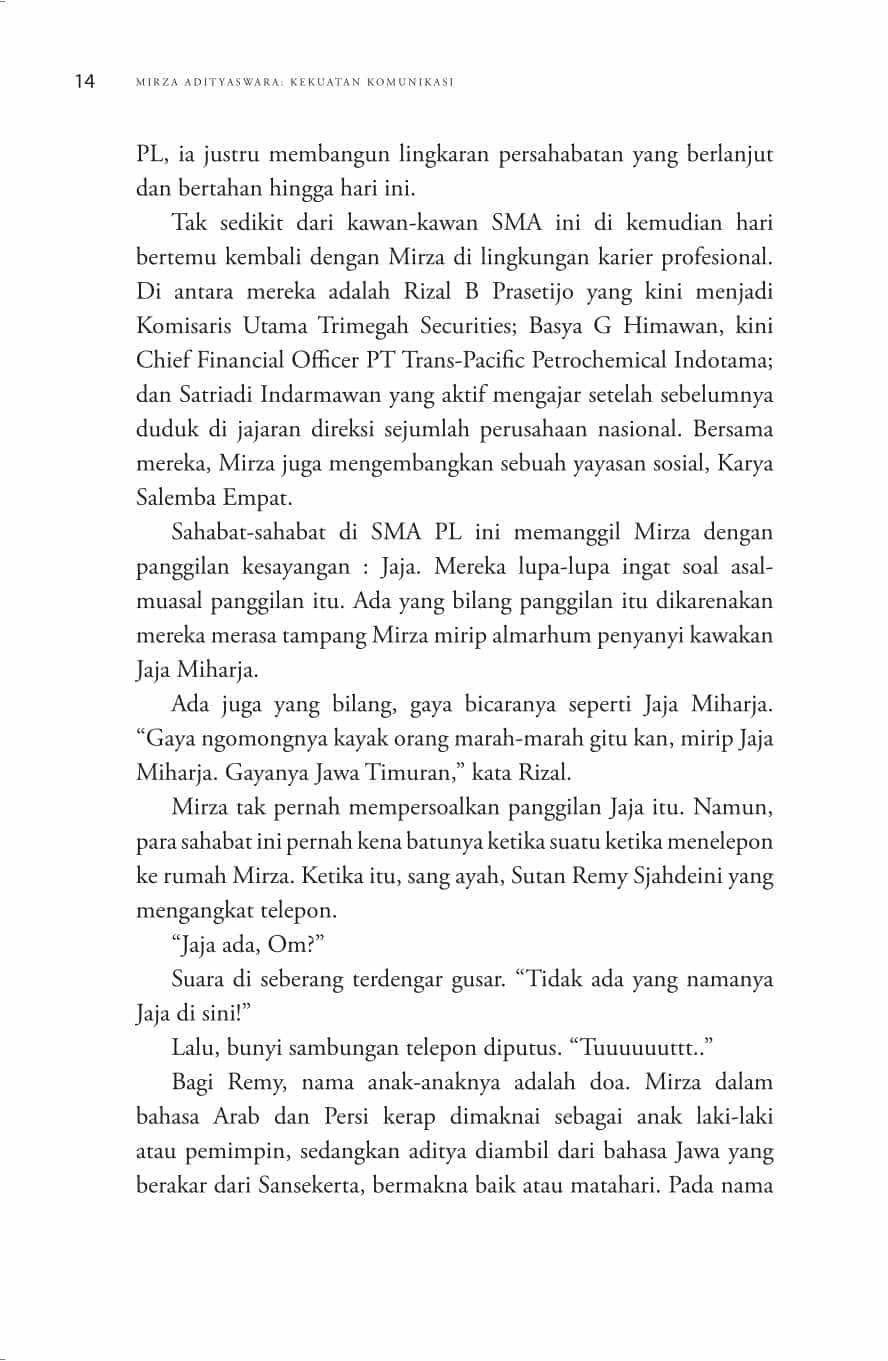 14 MIRZA ADITYASWARA: KEKUATAN KOMUNIKASI
PL, ia justru membangun lingkaran persahabatan yang berlanjut
dan bertahan hingga hari ini.
Tak sedikit dari kawan-kawan SMA ini di kemudian hari
bertemu kembali dengan Mirza di lingkungan karier profesional.
Di antara mereka adalah Rizal B Prasetijo yang kini menjadi
Komisaris Utama Trimegah Securities; Basya G Himawan, kini
Chief Financial Officer PT Trans-Pacific Petrochemical Indotama;
dan Satriadi Indarmawan yang aktif mengajar setelah sebelumnya
duduk di jajaran direksi sejumlah perusahaan nasional. Bersama
mereka, Mirza juga mengembangkan sebuah yayasan sosial, Karya
Salemba Empat.
Sahabat-sahabat di SMA PL ini memanggil Mirza dengan
panggilan kesayangan : Jaja. Mereka lupa-lupa ingat soal asal-
muasal panggilan itu. Ada yang bilang panggilan itu dikarenakan
mereka merasa tampang Mirza mirip almarhum penyanyi kawakan
Jaja Miharja.
Ada juga yang bilang, gaya bicaranya seperti Jaja Miharja.
“Gaya ngomongnya kayak orang marah-marah gitu kan, mirip Jaja
Miharja. Gayanya Jawa Timuran,” kata Rizal.
Mirza tak pernah mempersoalkan panggilan Jaja itu. Namun,
para sahabat ini pernah kena batunya ketika suatu ketika menelepon
ke rumah Mirza. Ketika itu, sang ayah, Sutan Remy Sjahdeini yang
mengangkat telepon.
“Jaja ada, Om?”
Suara di seberang terdengar gusar. “Tidak ada yang namanya
Jaja di sini!”
Lalu, bunyi sambungan telepon diputus. “Tuuuuuuttt..”
Bagi Remy, nama anak-anaknya adalah doa. Mirza dalam
bahasa Arab dan Persi kerap dimaknai sebagai anak laki-laki
atau pemimpin, sedangkan aditya diambil dari bahasa Jawa yang
berakar dari Sansekerta, bermakna baik atau matahari. Pada nama